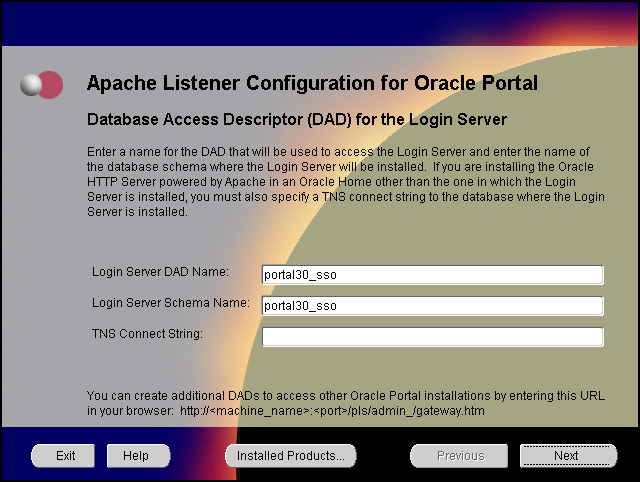 Apache Listener Configuration for Oracle Portal
Database Access Descriptor (DAD) for the Login Server
Enter a name for the DAD that will be used to access the Login Server and enter the name of
the database schema where the Login Server will be installed.  If you are installing the Oracle
HTTP Server powered by Apache in an Oracle Home other than the one in which the Login
Server is installed, you must also specify a TNS connect string to the database where the Login
Server is installed.
Login Server DAD Name: portal30_sso
Login Server Schema Name: portal30_sso
TNS Connect String:
You can create additional DADs to access other Oracle Portal installations by entering this URL
in your browser:  http://<machine_name>:<port>/pls/admin_/gateway.htm
Exit Help Installed Products... Previous Next